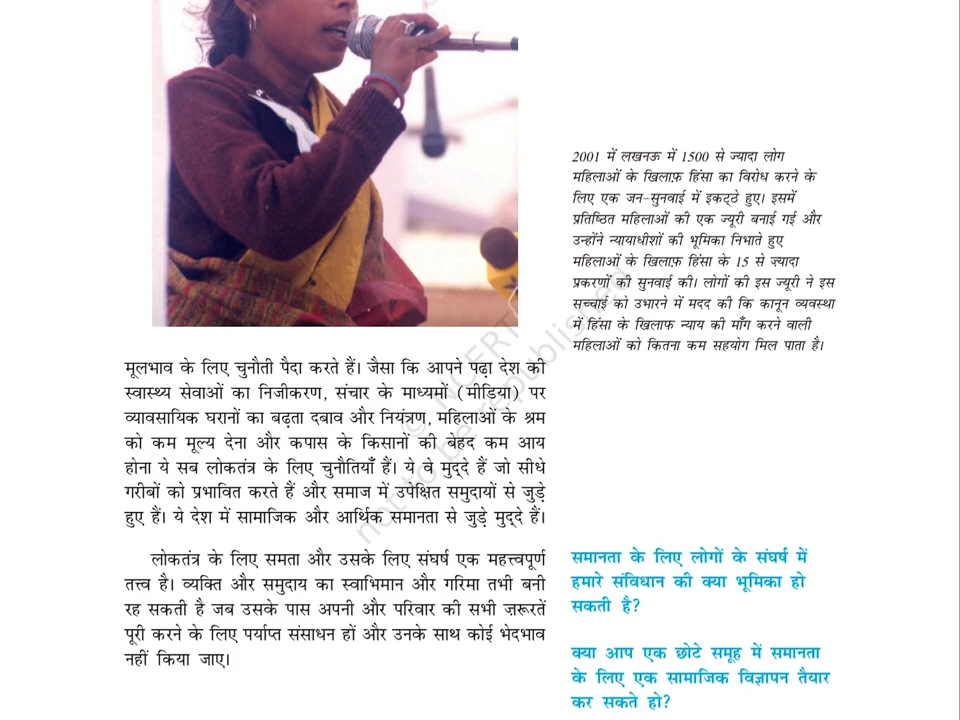 2001 में लखनऊ में 1500 से ज्यादा लोग
महिलाओं के खिलाफ़ हिंसा का विरोध करने के
लिए एक जन-सुनवाई में इकट्ठे हुए। इसमें
प्रतिष्ठित महिलाओं की एक ज्यूरी बनाई गई और
उन्होंने न्यायाधीशों की भूमिका निभाते हुए
महिलाओं के खिलाफ़ हिंसा के 15 से ज़्यादा
प्रकरणों की सुनवाई की। लोगों की इस ज्यूरी ने इस
सच्चाई को उभारने में मदद की कि कानून व्यवस्था
में हिंसा के खिलाफ न्याय की माँग करने वाली
महिलाओं को कितना कम सहयोग मिल पाता है।
मूलभाव के लिए चुनौती पैदा करते हैं। जैसा कि आपने पढ़ा देश की
स्वास्थ्य सेवाओं का निजीकरण, संचार के माध्यमों (मीडिया) पर
व्यावसायिक घरानों का बढ़ता दबाव और नियंत्रण, महिलाओं के श्रम
को कम मूल्य देना और कपास के किसानों की बेहद कम आय
होना ये सब लोकतंत्र के लिए चुनौतियाँ हैं। ये वे मुद्दे हैं जो सीधे
गरीबों को प्रभावित करते हैं और समाज में उपेक्षित समुदायों से जुड़े
हुए हैं। ये देश में सामाजिक और आर्थिक समानता से जुड़े मुद्दे हैं।
लोकतंत्र के लिए समता और उसके लिए संघर्ष एक महत्त्वपूर्ण
तत्त्व है। व्यक्ति और समुदाय का स्वाभिमान और गरिमा तभी बनी
रह सकती है जब उसके पास अपनी और परिवार की सभी ज़रूरतें
पूरी करने के लिए पर्याप्त संसाधन हों और उनके साथ कोई भेदभाव
नहीं किया जाए।
समानता के लिए लोगों के संघर्ष में
हमारे संविधान की क्या भूमिका हो
सकती है?
क्या आप एक छोटे समूह में समानता
के लिए एक सामाजिक विज्ञापन तैयार
कर सकते हो?
© NCERT
not to be republished